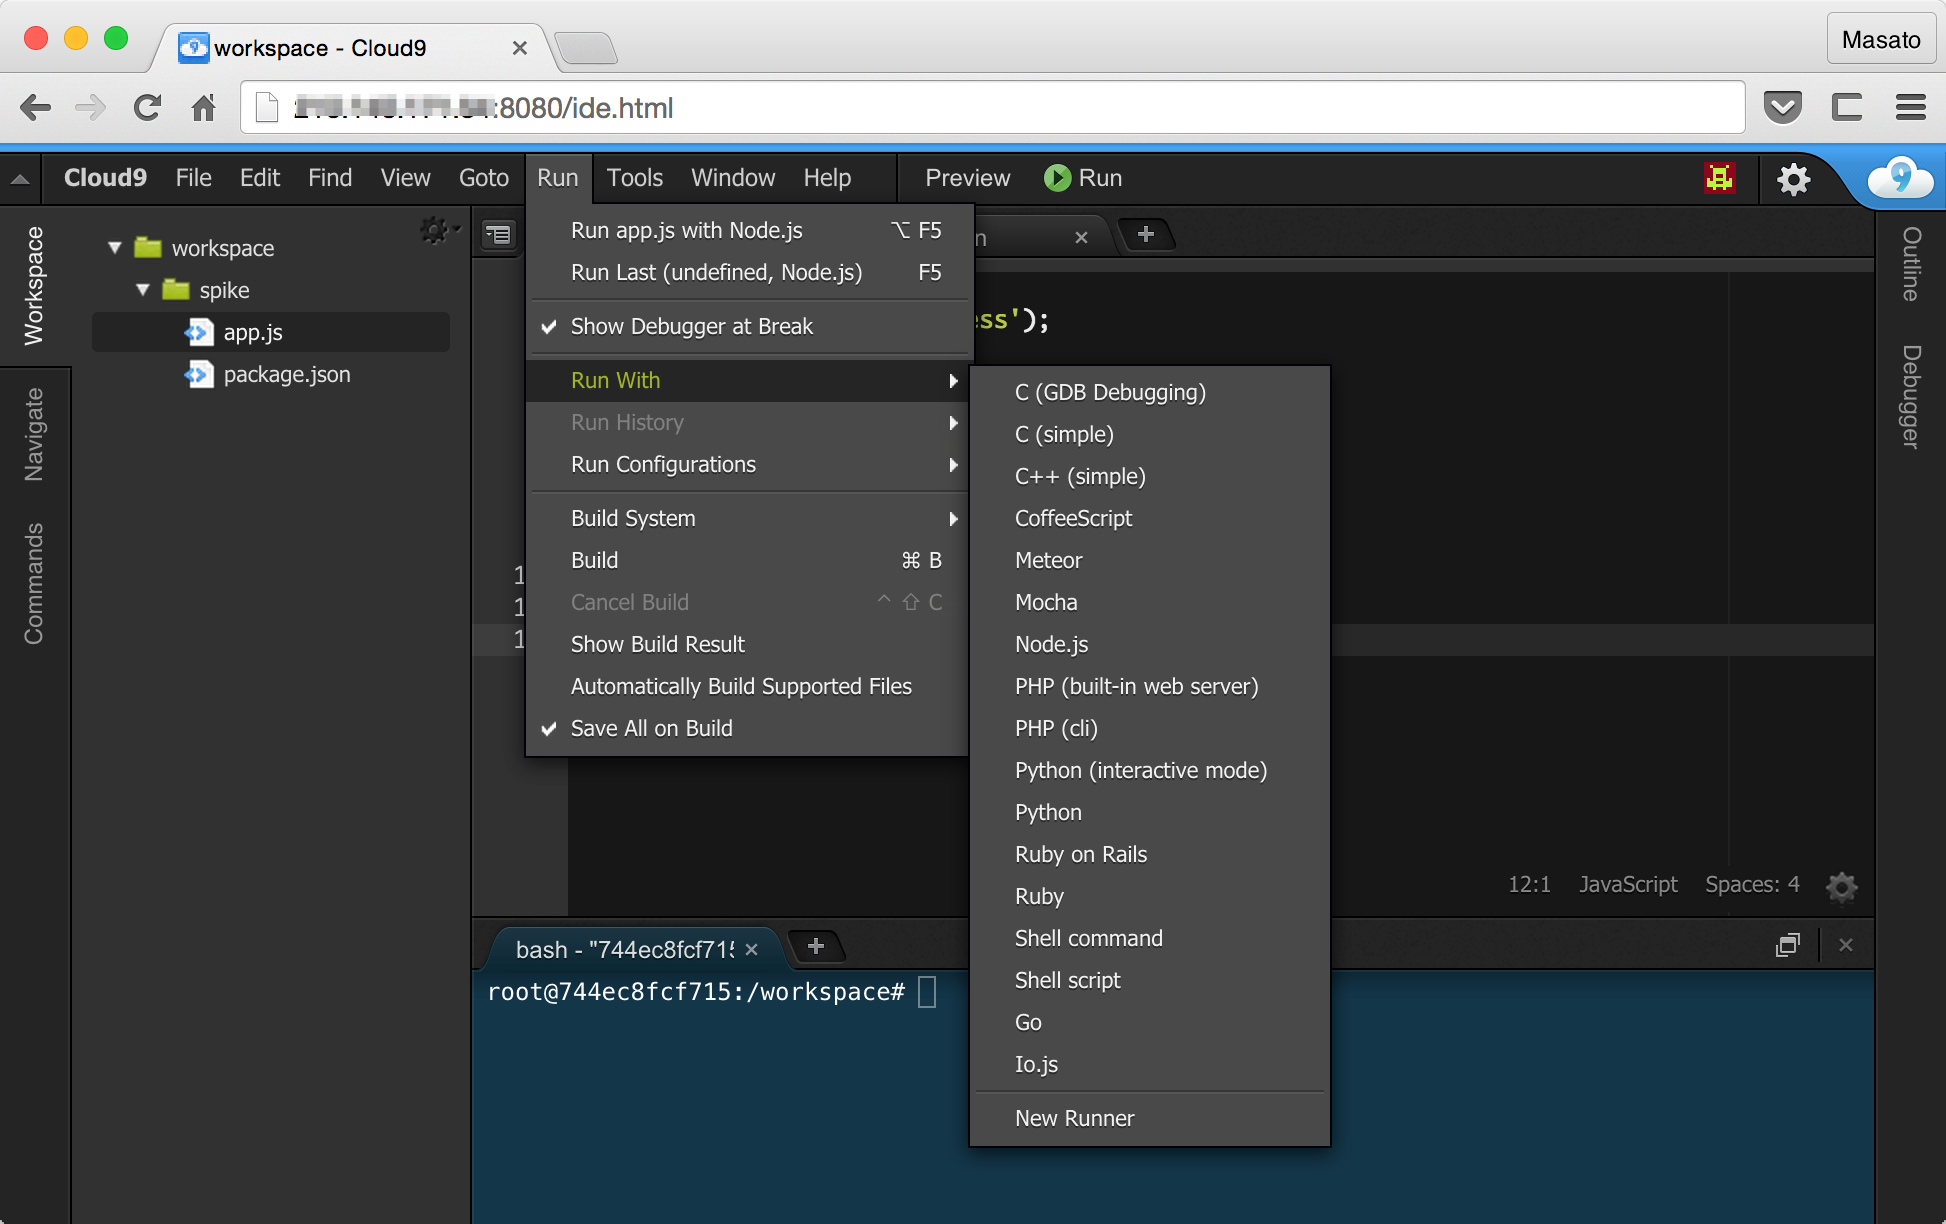 workspace - Cloud9
Masato
:8080/ide.html
Cloud9 File Edit Find View Goto Run Tools Window Help Preview Run
Workspace
Navigate
Commands
workspace
spike
app.js
package.json
Run app.js with Node.js ⌥ F5
Run Last (undefined, Node.js) F5
Show Debugger at Break
Run With
Run History
Run Configurations
Build System
Build ⌘ B
Cancel Build ^ ⇧ C
Show Build Result
Automatically Build Supported Files
Save All on Build
C (GDB Debugging)
C (simple)
C++ (simple)
CoffeeScript
Meteor
Mocha
Node.js
PHP (built-in web server)
PHP (cli)
Python (interactive mode)
Python
Ruby on Rails
Ruby
Shell command
Shell script
Go
Io.js
New Runner
n
ess');
1
1
1
12:1 JavaScript Spaces: 4
Outline
Debugger
bash - "744ec8fcf715
root@744ec8fcf715:/workspace#